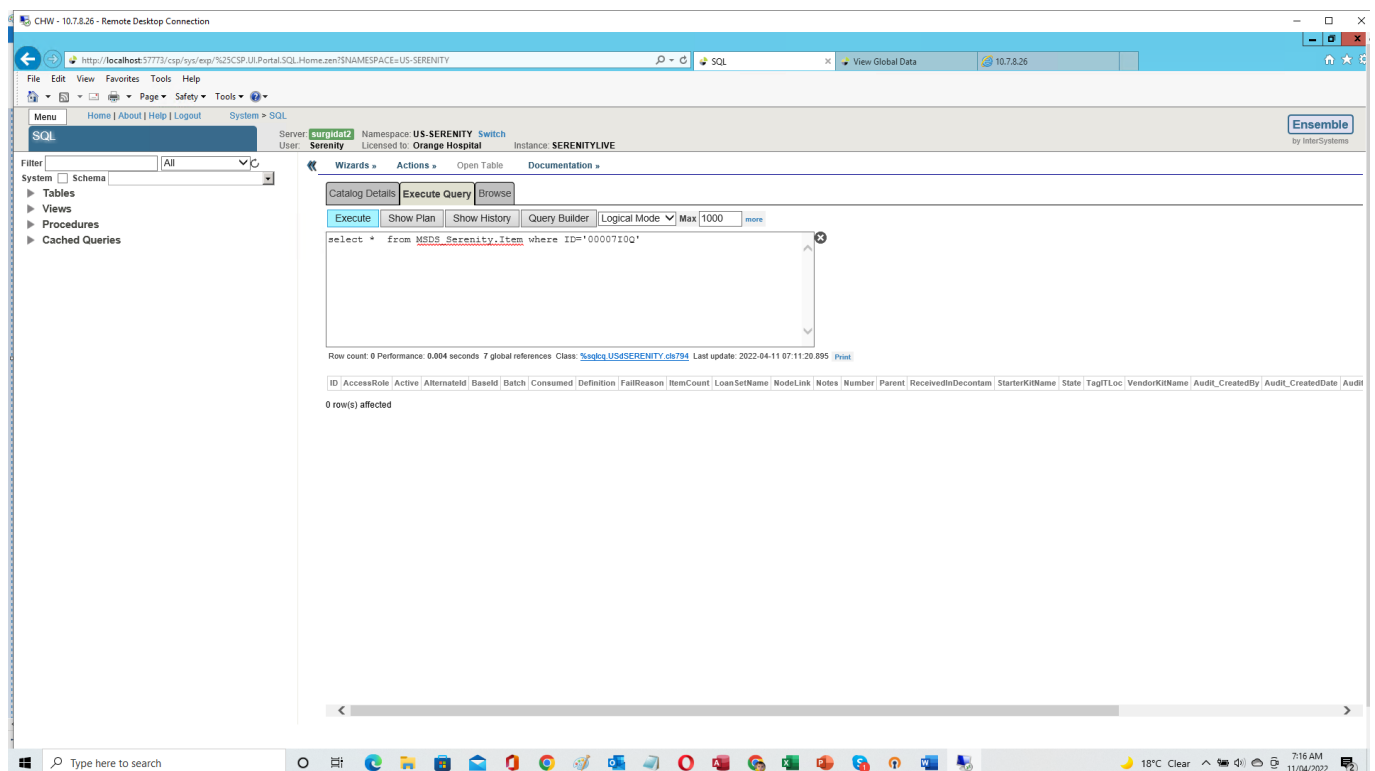 CHW - 10.7.8.26 - Remote Desktop Connection
http://localhost:57773/csp/sys/exp/%25CSP.UI.Portal.SQL.Home.zen?$NAMESPACE=US-SERENITY
SQL
View Global Data
10.7.8.26
File Edit View Favorites Tools Help
Page Safety Tools
Menu Home | About | Help | Logout System > SQL
SQL
Server: surgidat2 Namespace: US-SERENITY Switch
User: Serenity Licensed to: Orange Hospital Instance: SERENITYLIVE
Ensemble
by InterSystems
Filter All
System Schema
Tables
Views
Procedures
Cached Queries
Wizards » Actions » Open Table Documentation »
Catalog Details Execute Query Browse
Execute Show Plan Show History Query Builder Logical Mode Max 1000 more
select * from MSDS_Serenity.Item where ID='00007I0Q'
Row count: 0 Performance: 0.004 seconds 7 global references Class: %sqlcq.USdSERENITY.cls794 Last update: 2022-04-11 07:11:20.895 Print
ID AccessRole Active AlternateId BaseId Batch Consumed Definition FailReason ItemCount LoanSetName NodeLink Notes Number Parent ReceivedInDecontam StarterKitName State TagITLoc VendorKitName Audit_CreatedBy Audit_CreatedDate Audit
0 row(s) affected
Type here to search
18°C Clear
7:16 AM
11/04/2022